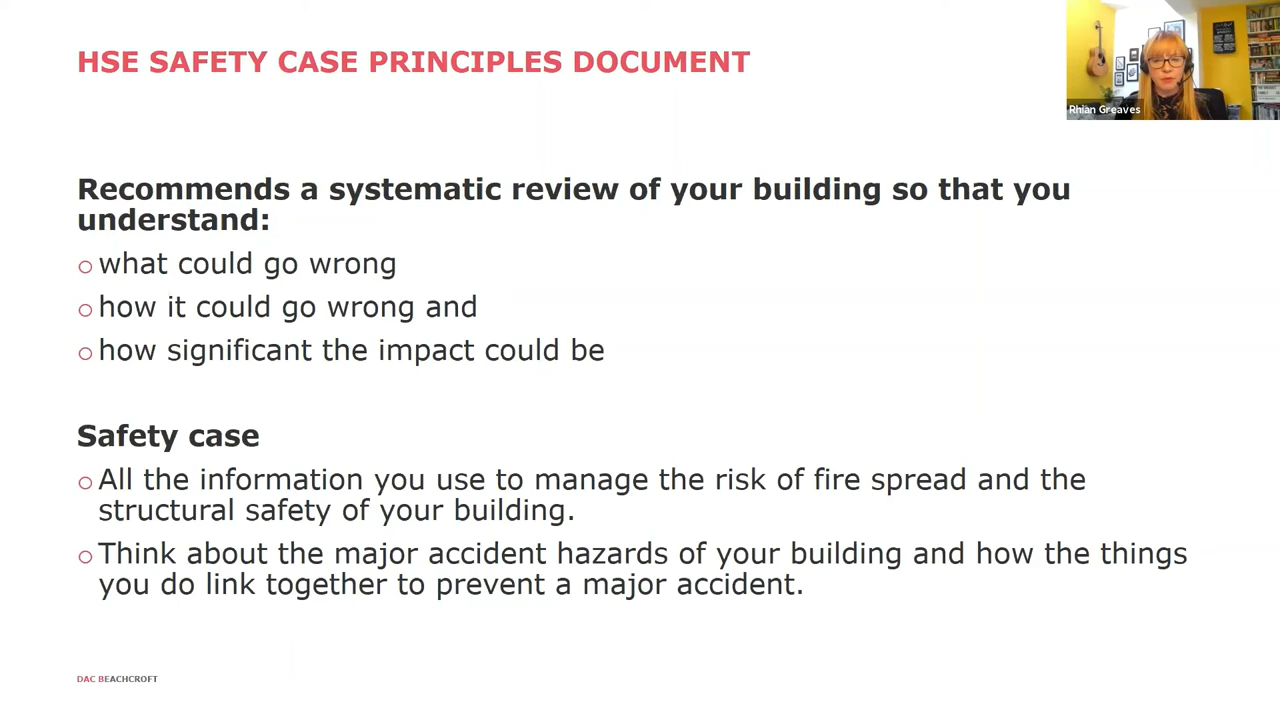 HSE SAFETY CASE PRINCIPLES DOCUMENT
Rhian Greaves
Recommends a systematic review of your building so that you
understand:
what could go wrong
how it could go wrong and
how significant the impact could be
Safety case
All the information you use to manage the risk of fire spread and the
structural safety of your building.
Think about the major accident hazards of your building and how the things
you do link together to prevent a major accident.
DAC BEACHCROFT